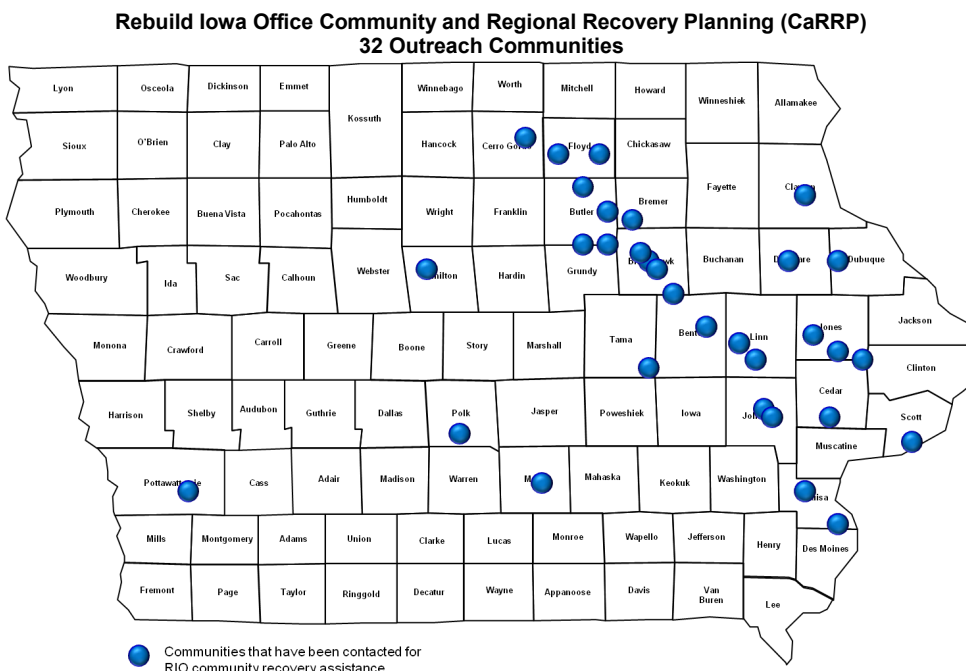 Rebuild Iowa Office Community and Regional Recovery Planning (CaRRP)
32 Outreach Communities
Lyon
Osceola
Dickinson
Emmet
Kossuth
Winnebago
Worth
Mitchell
Howard
Winneshiek
Allamakee
Sioux
O'Brien
Clay
Palo Alto
Hancock
Cerro
Floyd
Chickasaw
Fayette
Plymouth
Cherokee
Buena Vista
Pocahontas
Humboldt
Wright
Franklin
Butler
Bremer
Woodbury
Ida
Sac
Calhoun
Webster
Hardin
Grundy
Buchanan
Dubuque
Monona
Crawford
Carroll
Greene
Boone
Story
Marshall
Tama
Linn
Jackson
Clinton
Harrison
Shelby
Audubon
Guthrie
Dallas
Polk
Jasper
Poweshiek
Iowa
Cedar
Scott
Muscatine
Cass
Adair
Madison
Warren
Mahaska
Keokuk
Washington
Mills
Montgomery
Adams
Union
Clarke
Lucas
Monroe
Wapello
Jefferson
Henry
Des Moines
Fremont
Page
Taylor
Ringgold
Decatur
Wayne
Appanoose
Davis
Van
Buren
Lee
Communities that have been contacted for
RIO community recovery assistance